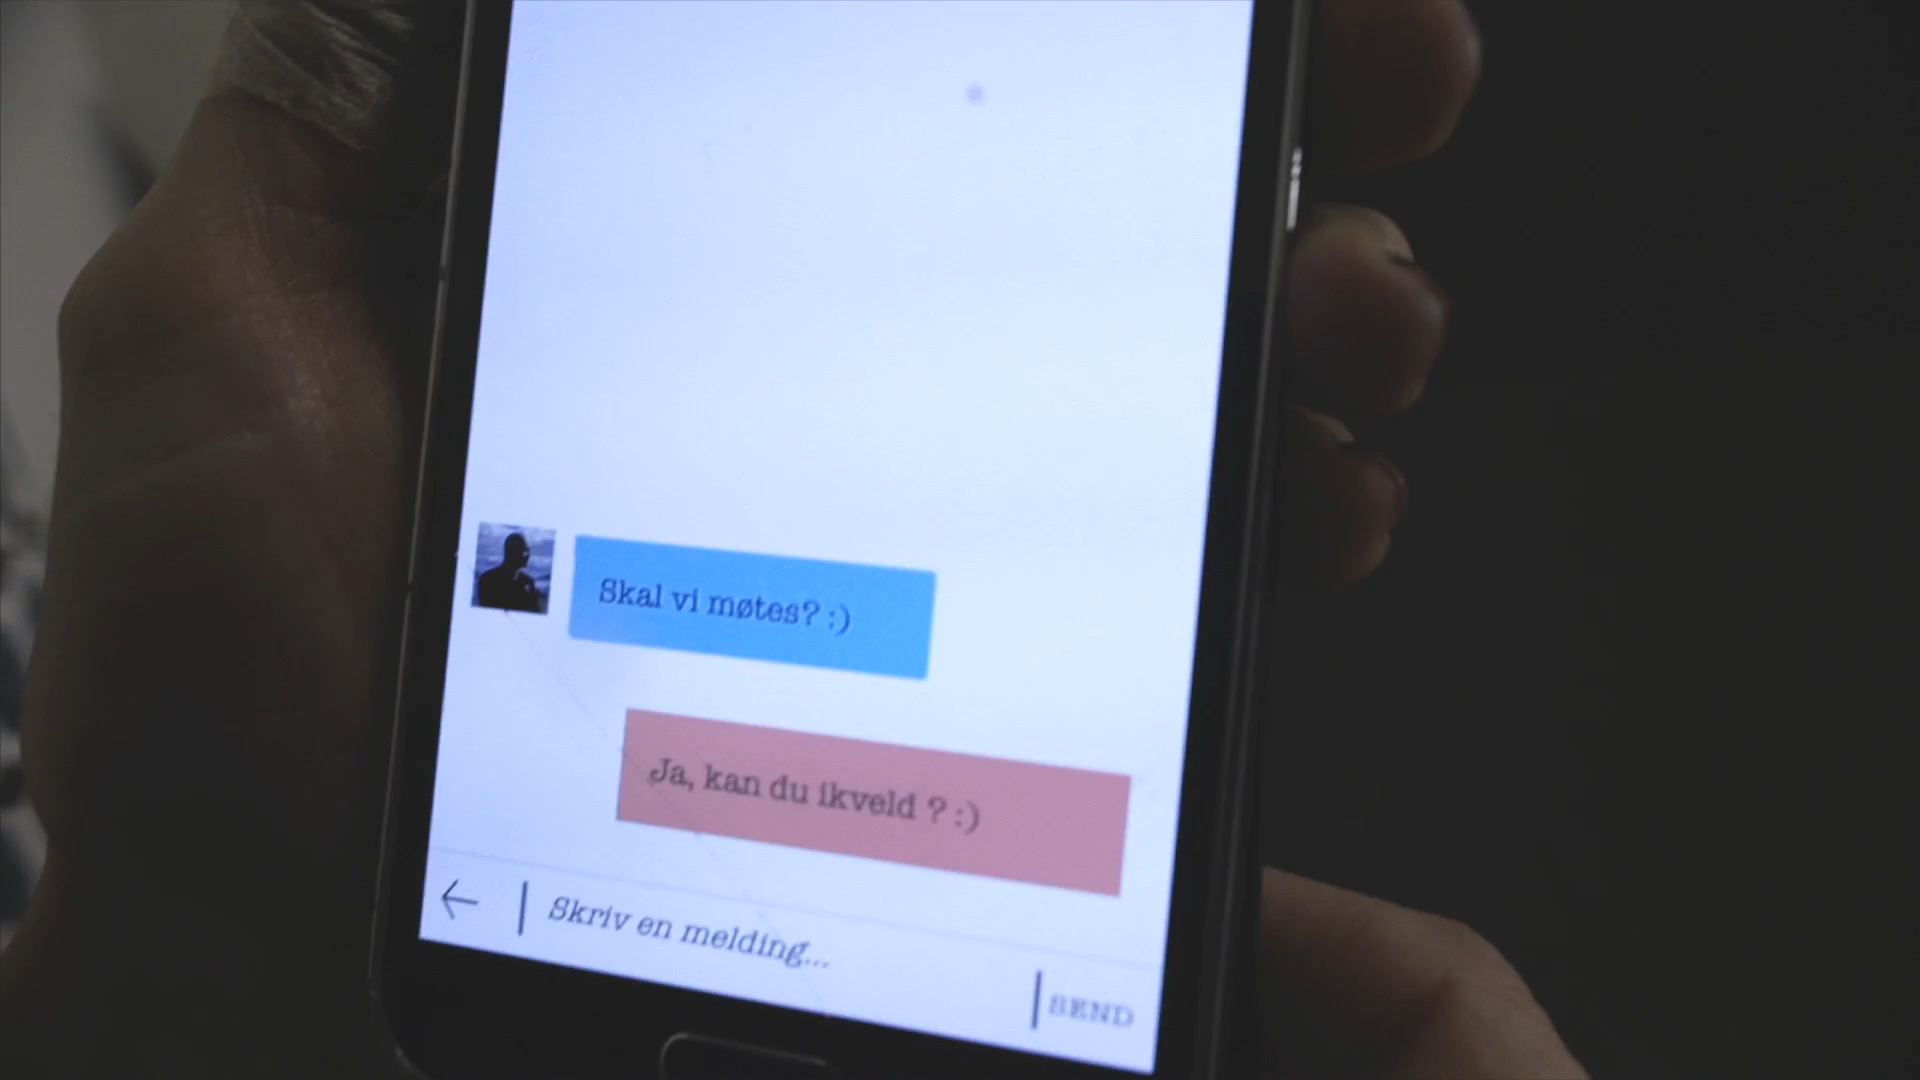 Skal vi møtes? :)
Ja, kan du ikveld ? :)
Skriv en melding...
SEND